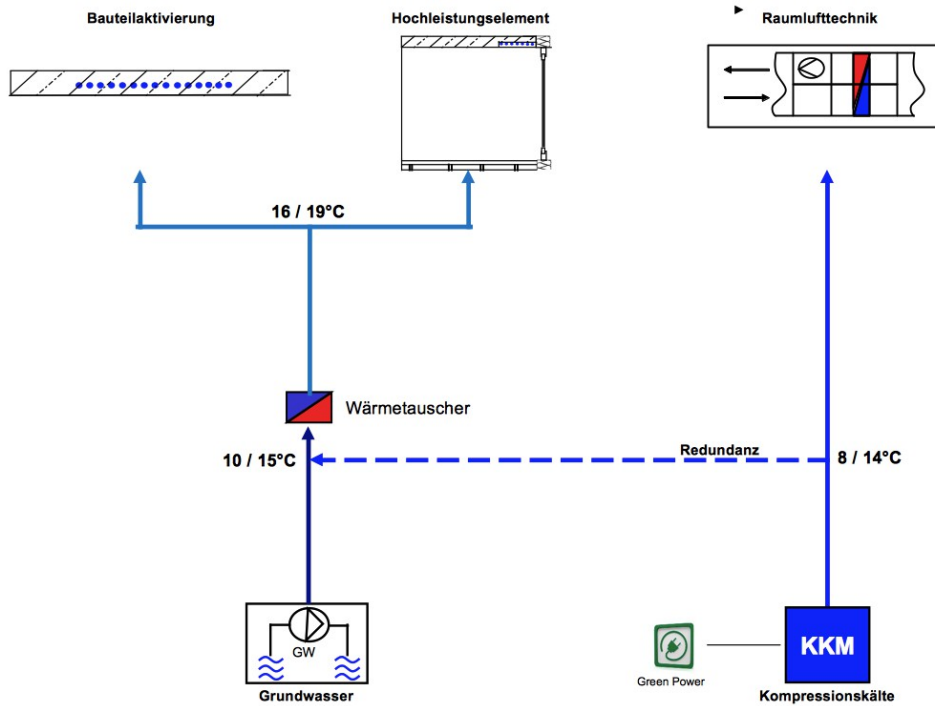 Bauteilaktivierung
Hochleistungselement
Raumlufttechnik
16 / 19°C
Wärmetauscher
10 / 15°C
Redundanz
8 / 14°C
GW
Grundwasser
Green Power
KKM
Kompressionskälte